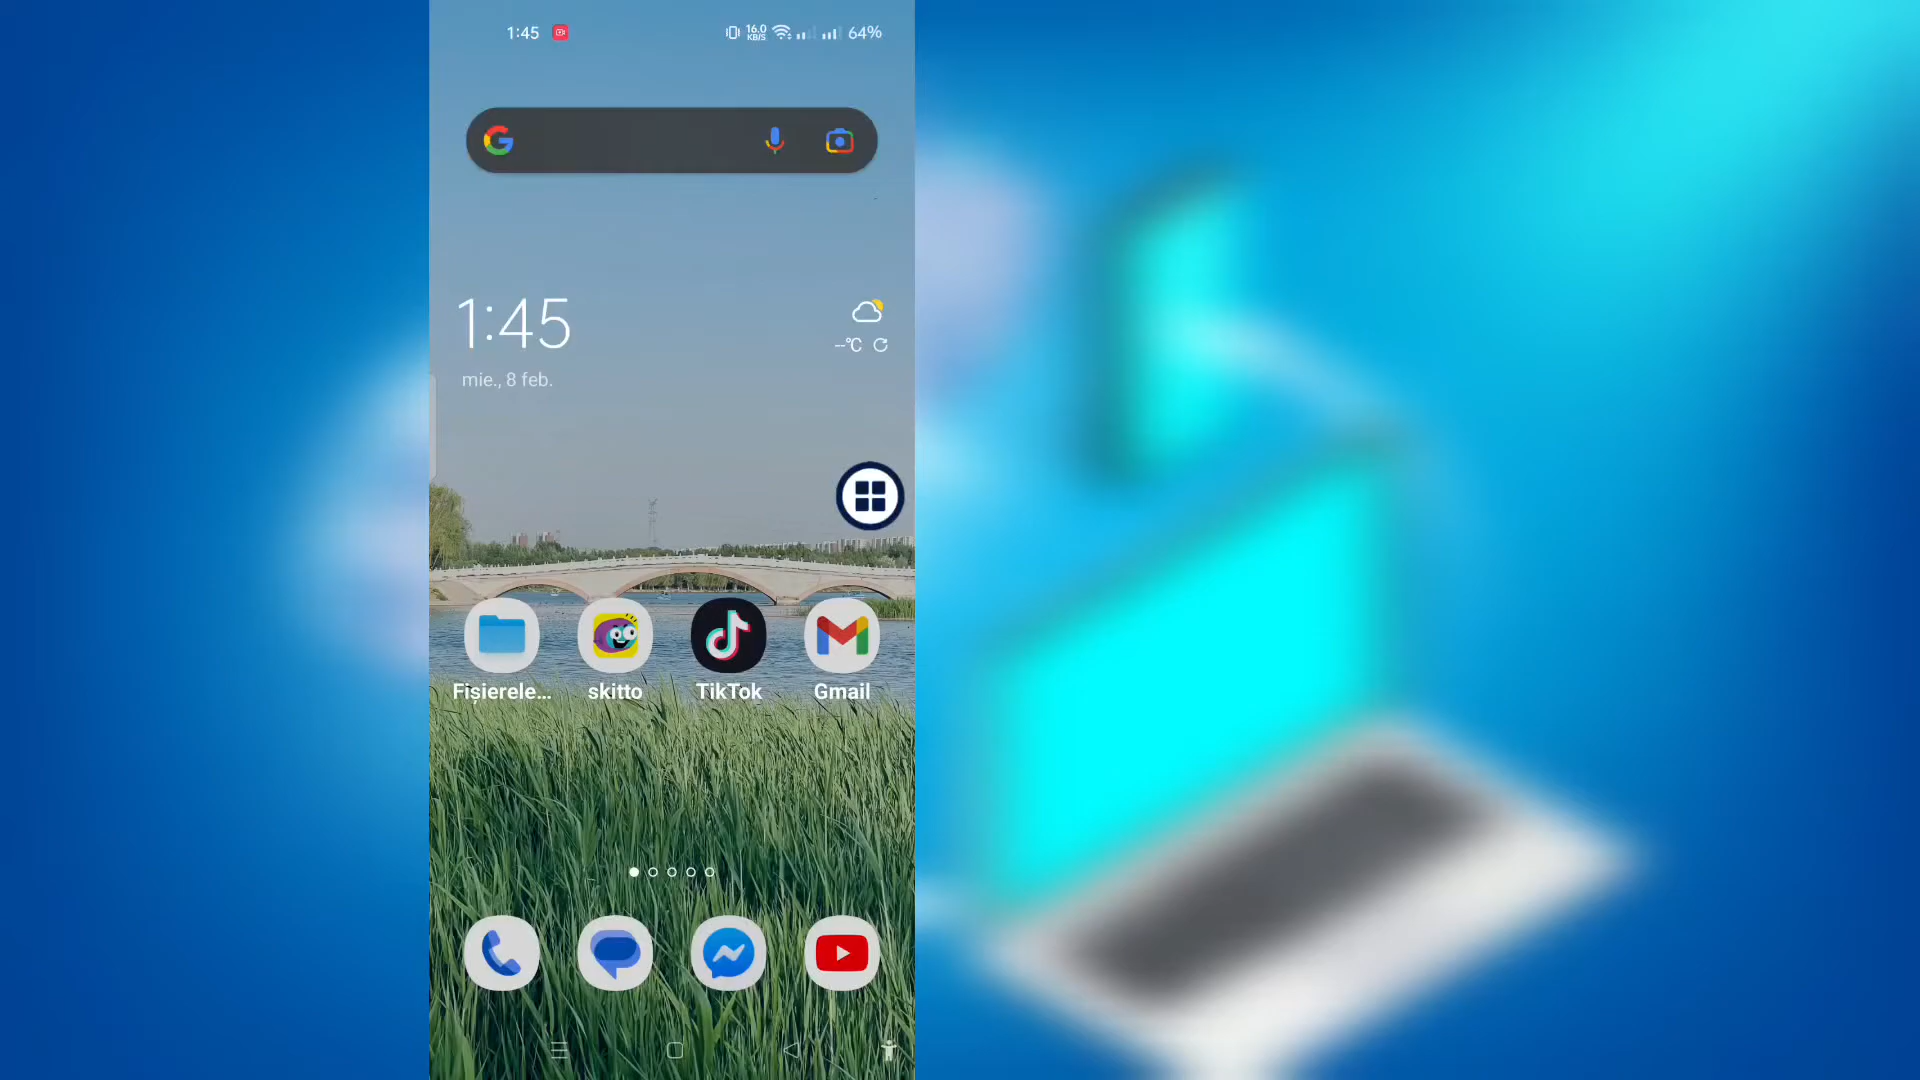 1:45
16.0
KB/S
64%
1:45
--°C
mie., 8 feb.
Fișierele...
skitto
TikTok
Gmail